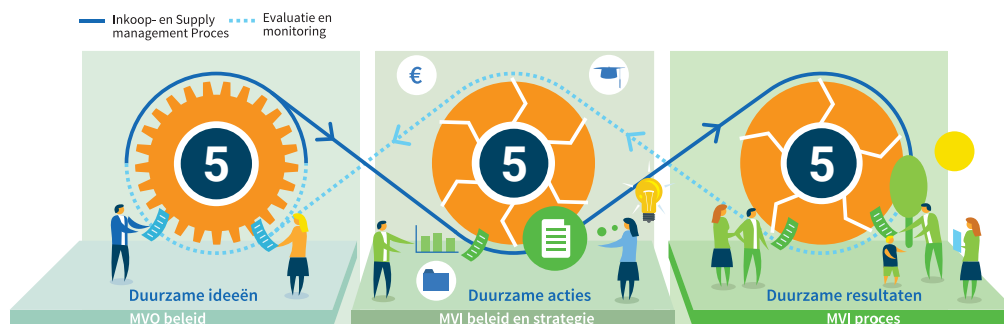 Inkoop- en Supply
management Proces
Evaluatie en
monitoring
€
5
5
5
Duurzame ideeën
Duurzame acties
Duurzame resultaten
MVO beleid
MVI beleid en strategie
MVI proces